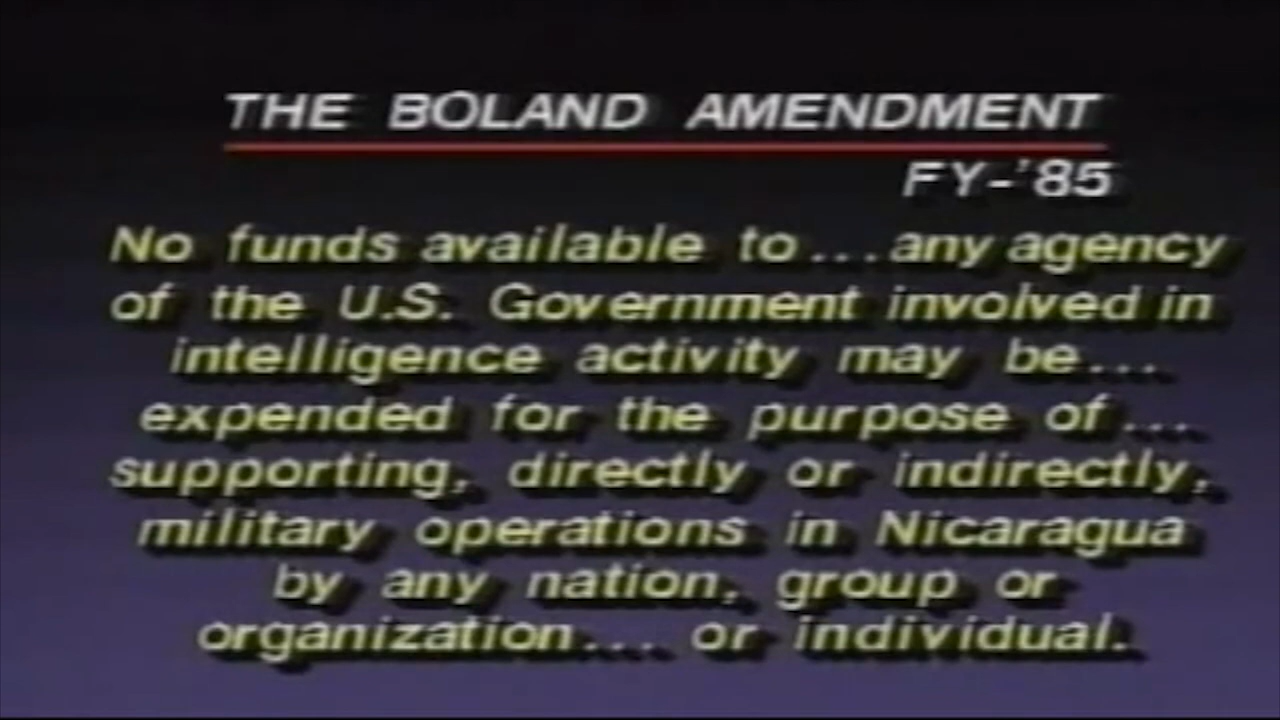 THE BOLAND AMENDMENT
FY-'85
No funds available to...any agency
of the U.S. Government involved in
intelligence activity may be...
expended for the purpose of...
supporting, directly or indirectly,
military operations in Nicaragua
by any nation, group or
organization... or individual.